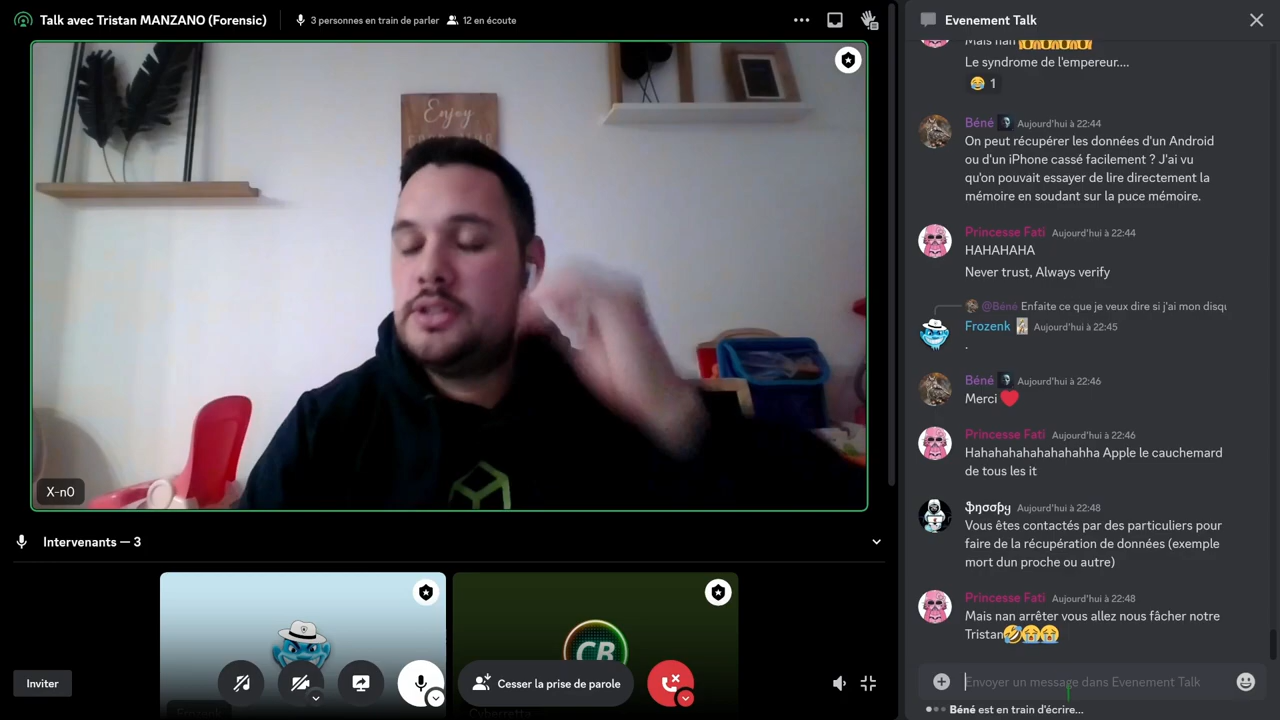 Talk avec Tristan MANZANO (Forensic)
3 personnes en train de parler
12 en écoute
Evenement Talk
Mais nan
Le syndrome de l'empereur....
😂 1
Béné Aujourd'hui à 22:44
On peut récupérer les données d'un Android
ou d'un iPhone cassé facilement ? J'ai vu
qu'on pouvait essayer de lire directement la
mémoire en soudant sur la puce mémoire.
Princesse Fati Aujourd'hui à 22:44
HAHAHAHA
Never trust, Always verify
@Béné Enfaite ce que je veux dire si j'ai mon disqu
Frozenk Aujourd'hui à 22:45
.
Béné Aujourd'hui à 22:46
Merci ❤️
Princesse Fati Aujourd'hui à 22:46
Hahahahahahahahha Apple le cauchemard
de tous les it
Aujourd'hui à 22:48
Vous êtes contactés par des particuliers pour
faire de la récupération de données (exemple
mort dun proche ou autre)
Princesse Fati Aujourd'hui à 22:48
Mais nan arrêter vous allez nous fâcher notre
Tristan🤣😭😭
Envoyer un message dans Evenement Talk
Béné est en train d'écrire...
Enjoy
X-n0
Intervenants — 3
CB
Inviter
Cesser la prise de parole